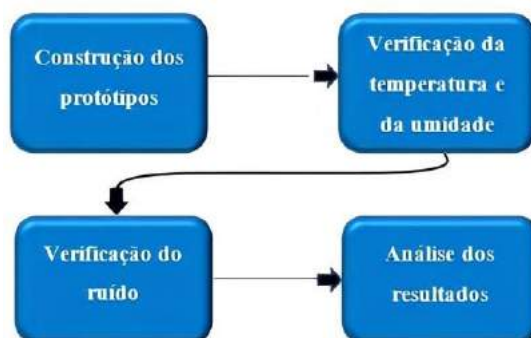 Construção dos
protótipos
Verificação da
temperatura e
da umidade
Verificação do
ruído
Análise dos
resultados